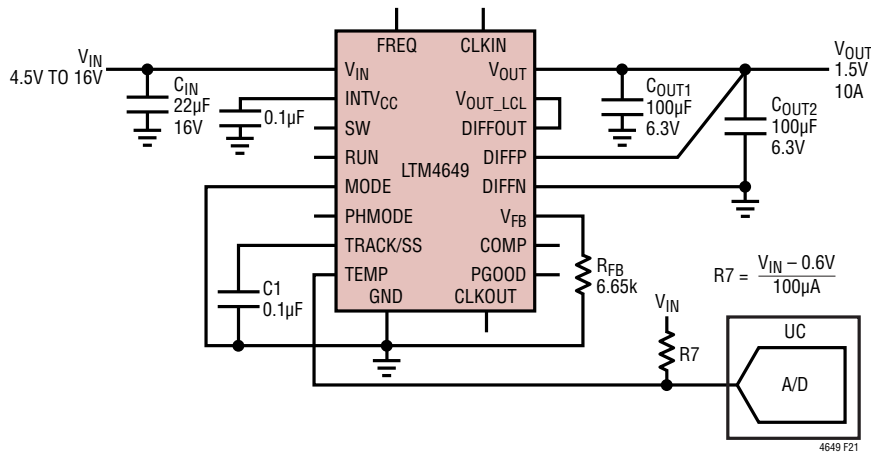 FREQ CLKIN
V_IN
4.5V TO 16V
C_IN
22µF
16V
0.1µF
V_IN
INTV_CC
SW
RUN
MODE
PHMODE
TRACK/SS
TEMP
GND
LTM4649
V_OUT
V_OUT_LCL
DIFFOUT
DIFFP
DIFFN
V_FB
COMP
PGOOD
CLKOUT
C_OUT1
100µF
6.3V
C_OUT2
100µF
6.3V
V_OUT
1.5V
10A
C1
0.1µF
R_FB
6.65k
R7 = V_IN – 0.6V
100µA
V_IN
R7
UC
A/D
4649 F21